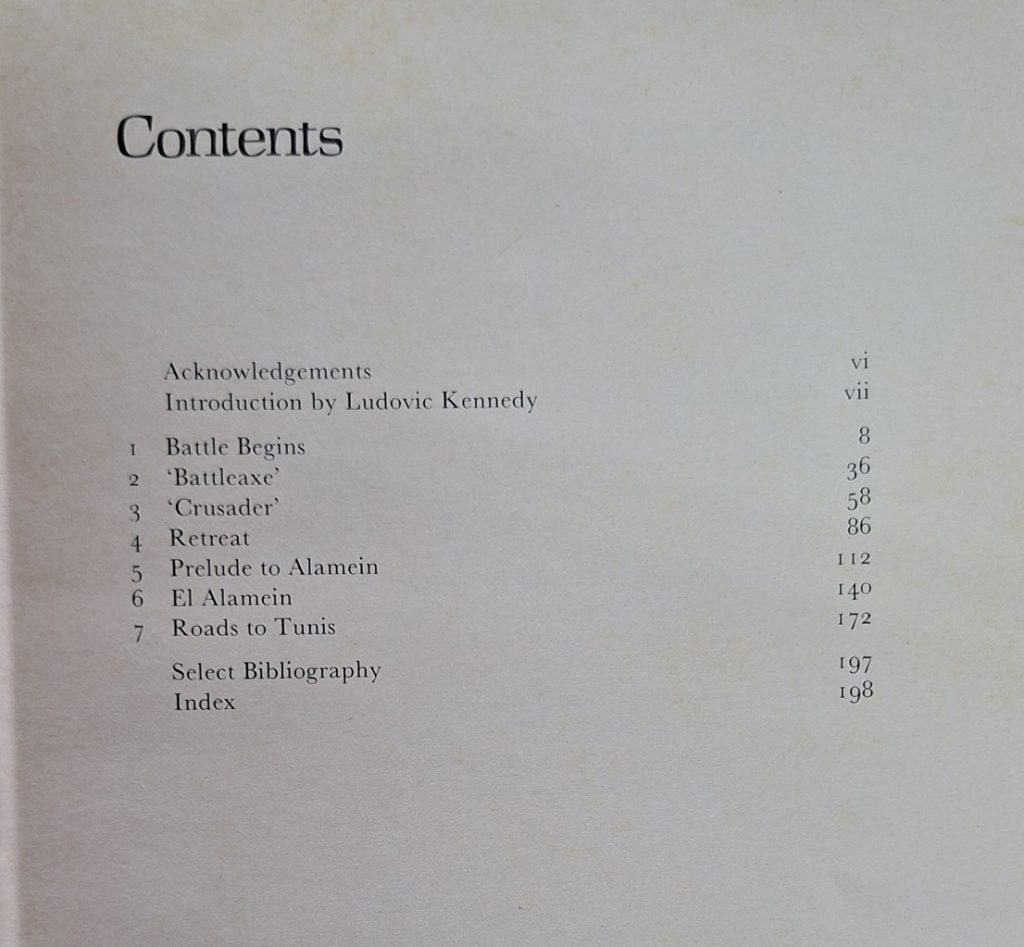 Contents
Acknowledgements vi
Introduction by Ludovic Kennedy vii
1 Battle Begins 8
2 ‘Battleaxe’ 36
3 ‘Crusader’ 58
4 Retreat 86
5 Prelude to Alamein 112
6 El Alamein 140
7 Roads to Tunis 172
Select Bibliography 197
Index 198